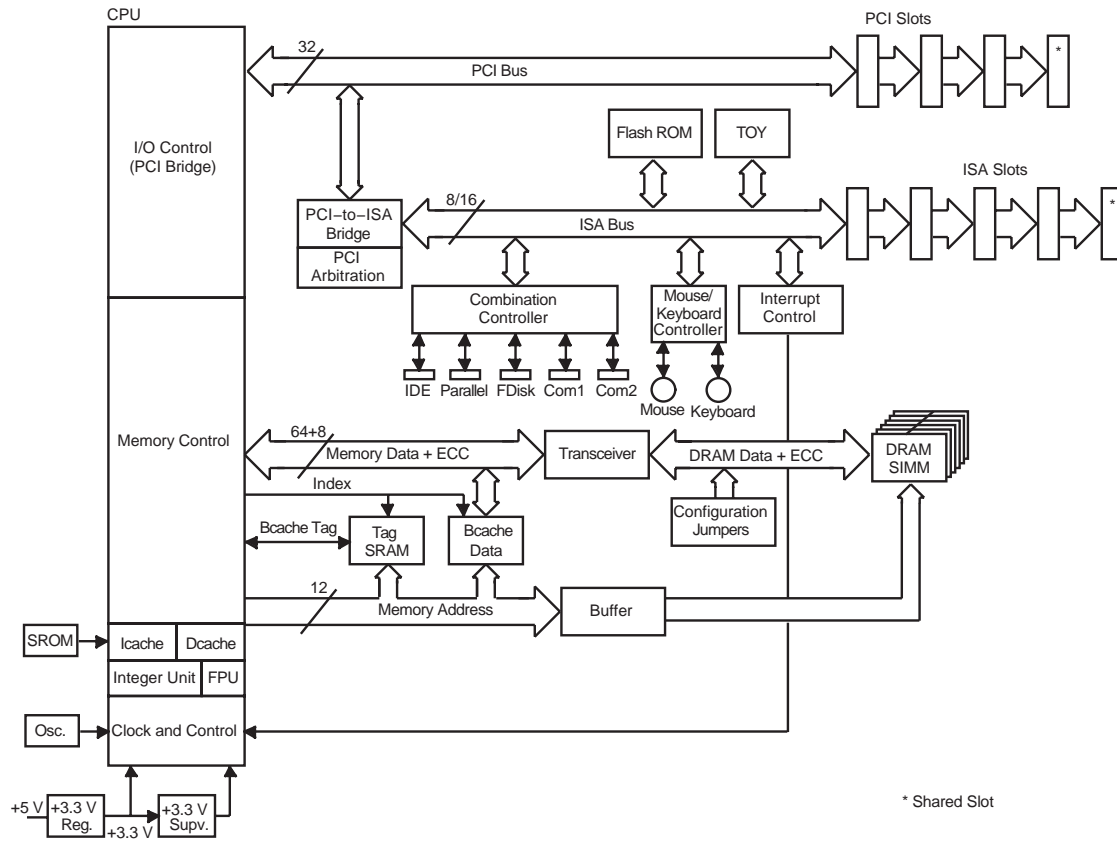 CPU
PCI Slots
32
PCI Bus
*
I/O Control
(PCI Bridge)
Flash ROM
TOY
ISA Slots
PCI–to–ISA
Bridge
8/16
ISA Bus
*
PCI
Arbitration
Combination
Controller
Mouse/
Keyboard
Controller
Interrupt
Control
IDE
Parallel
FDisk
Com1
Com2
Mouse
Keyboard
Memory Control
64+8
Memory Data + ECC
Transceiver
DRAM Data + ECC
DRAM
SIMM
Index
Bcache Tag
Tag
SRAM
Bcache
Data
Configuration
Jumpers
12
Memory Address
Buffer
SROM
Icache
Dcache
Integer Unit
FPU
Osc.
Clock and Control
+5 V
+3.3 V
Reg.
+3.3 V
+3.3 V
Supv.
* Shared Slot